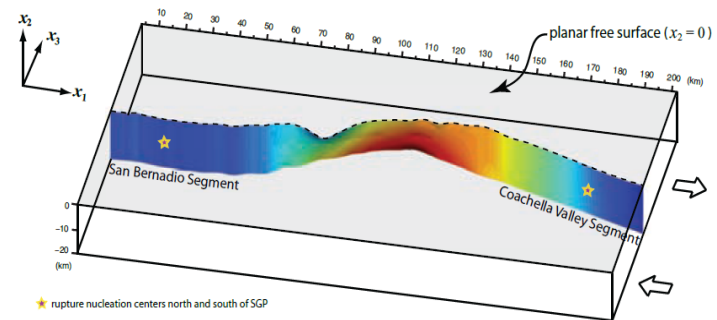 x₂
x₃
x₁
10 20 30 40 50 60 70 80 90 100 110 120 130 140 150 160 170 180 190 200 (km)
planar free surface (x₂ = 0)
San Bernadio Segment
Coachella Valley Segment
0
−10
−20
(km)
rupture nucleation centers north and south of SGP